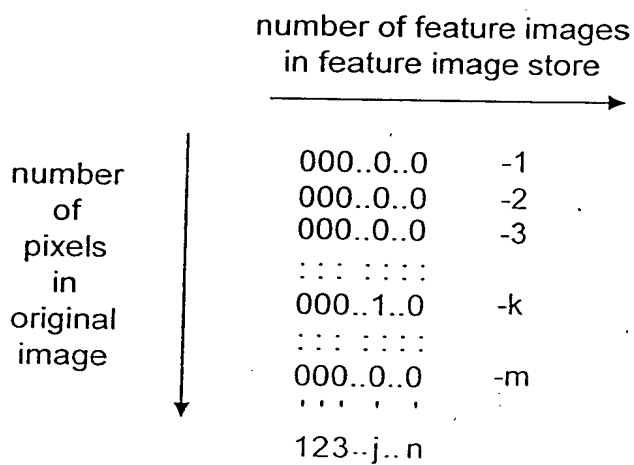 number of feature images
in feature image store
number
of
pixels
in
original
image
000..0..0 -1
000..0..0 -2
000..0..0 -3
: : : : : : :
000..1..0 -k
: : : : : : :
000..0..0 -m
' ' ' ' '
123..j..n